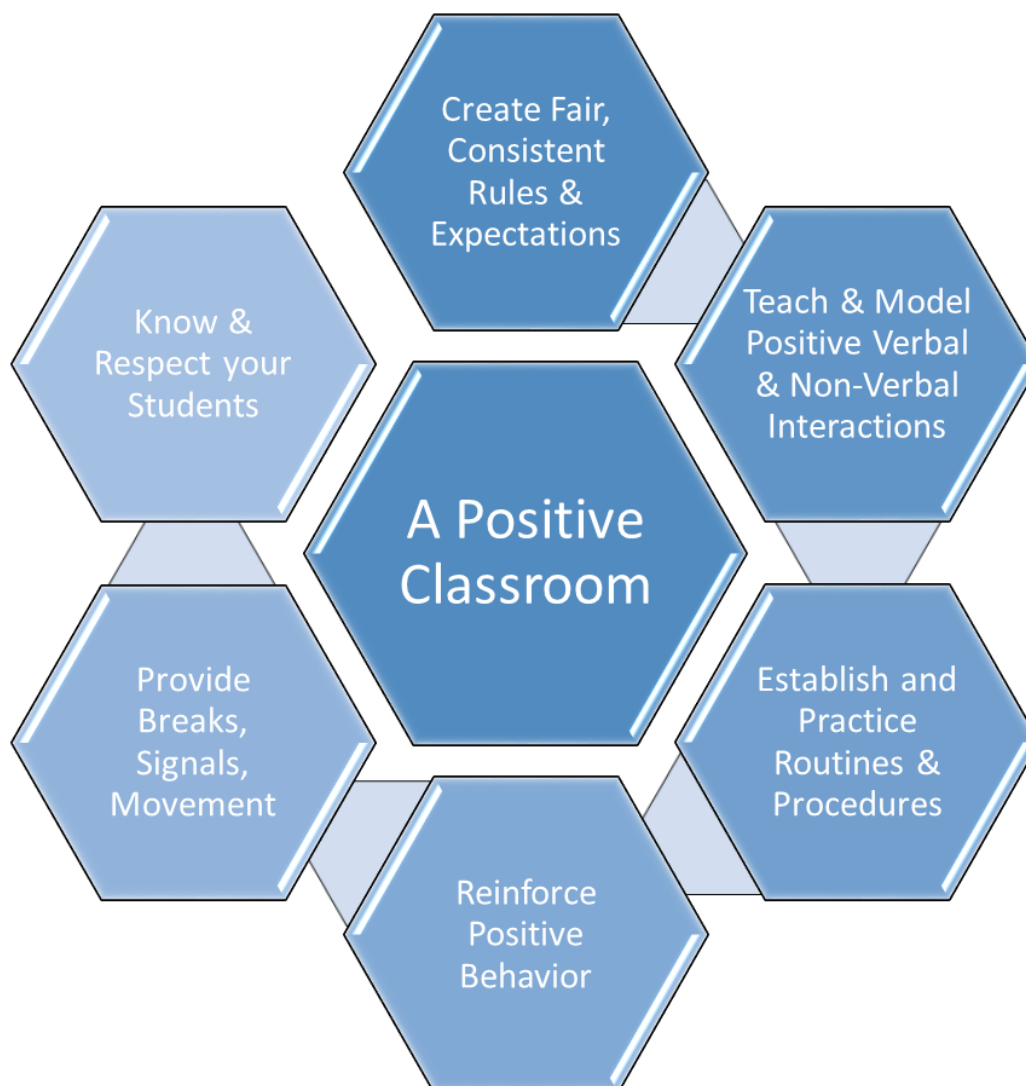 Create Fair,
Consistent
Rules &
Expectations
Teach & Model
Positive Verbal
& Non-Verbal
Interactions
Establish and
Practice
Routines &
Procedures
Reinforce
Positive
Behavior
Provide
Breaks,
Signals,
Movement
Know &
Respect your
Students
A Positive
Classroom